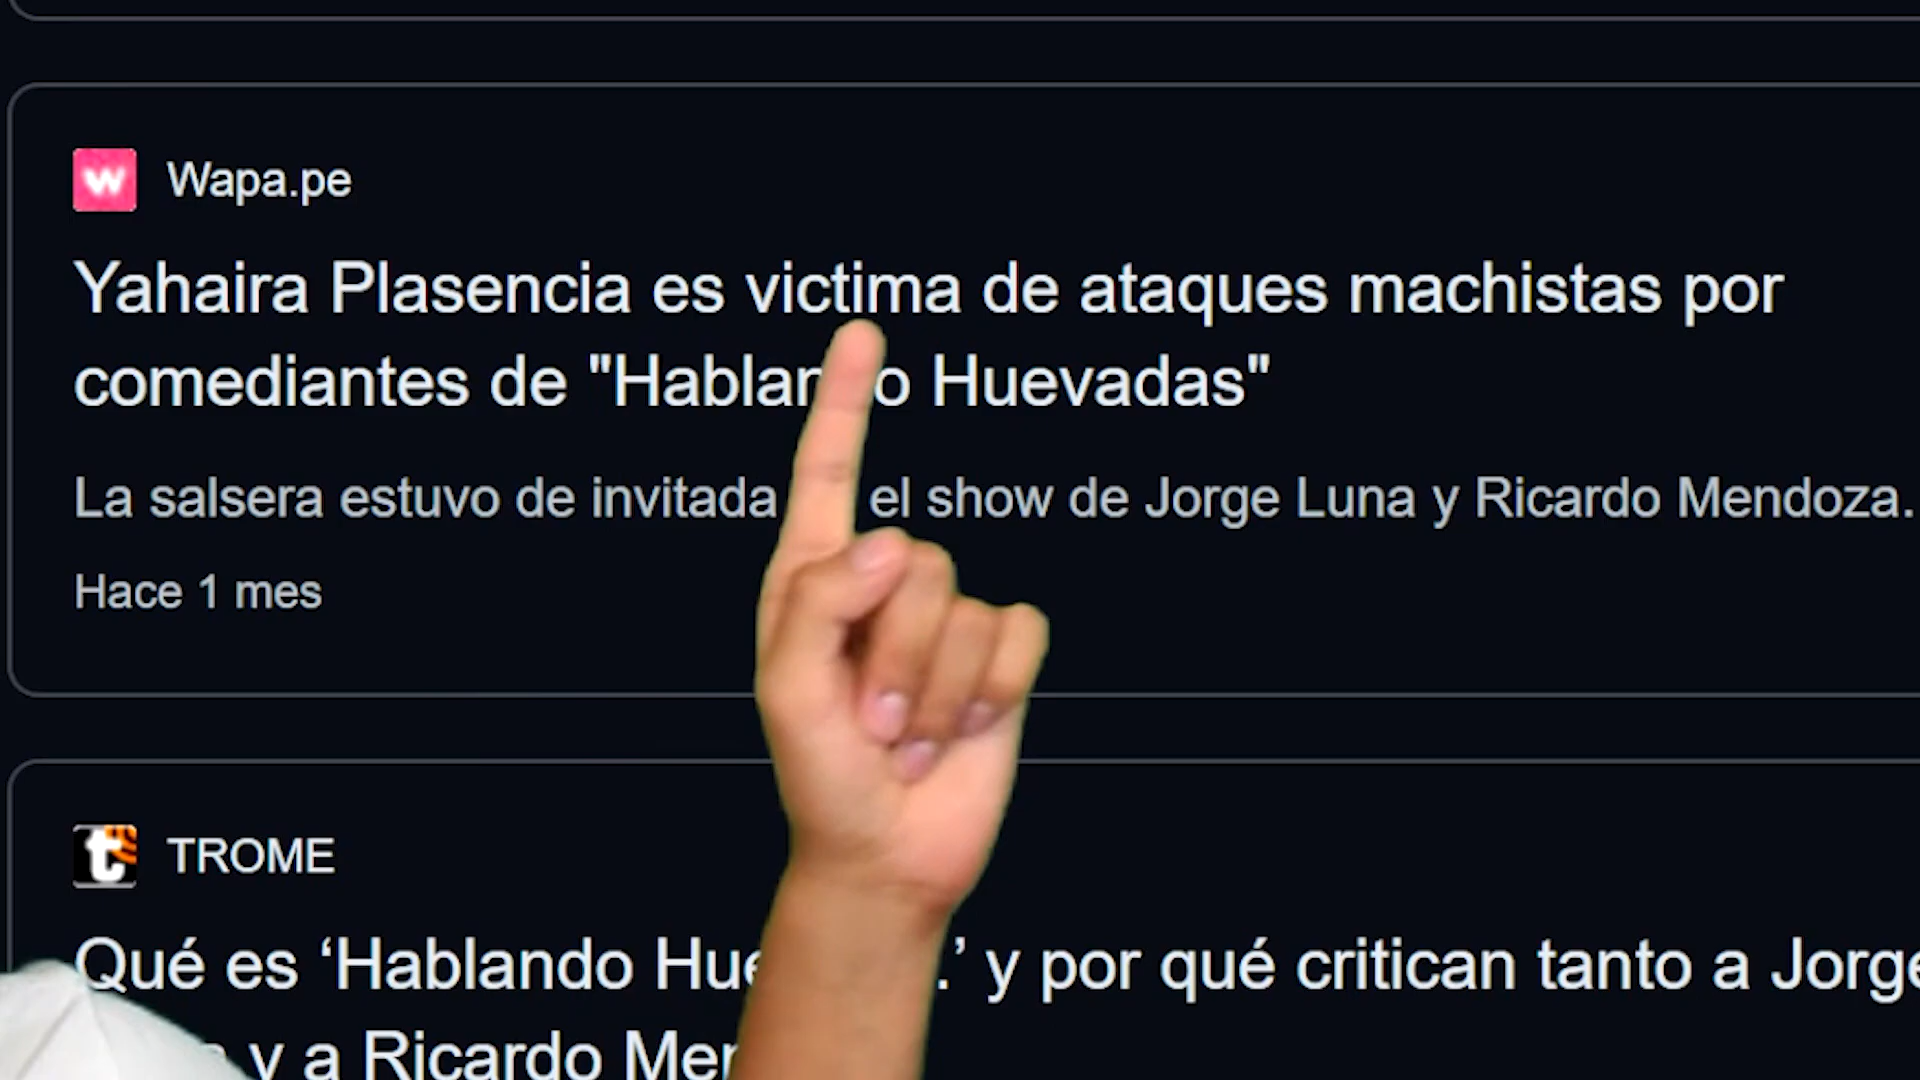 w Wapa.pe
Yahaira Plasencia es victima de ataques machistas por
comediantes de "Hablando Huevadas"
La salsera estuvo de invitada el show de Jorge Luna y Ricardo Mendoza.
Hace 1 mes
t TROME
Qué es ‘Hablando Hue .’ y por qué critican tanto a Jorge
y a Ricardo Men